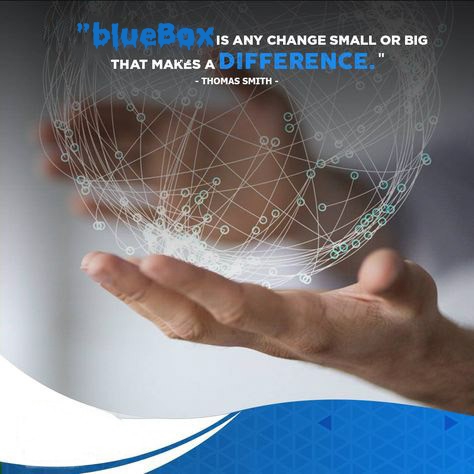 "blueBox IS ANY CHANGE SMALL OR BIG
THAT MAKES A DIFFERENCE."
- THOMAS SMITH -